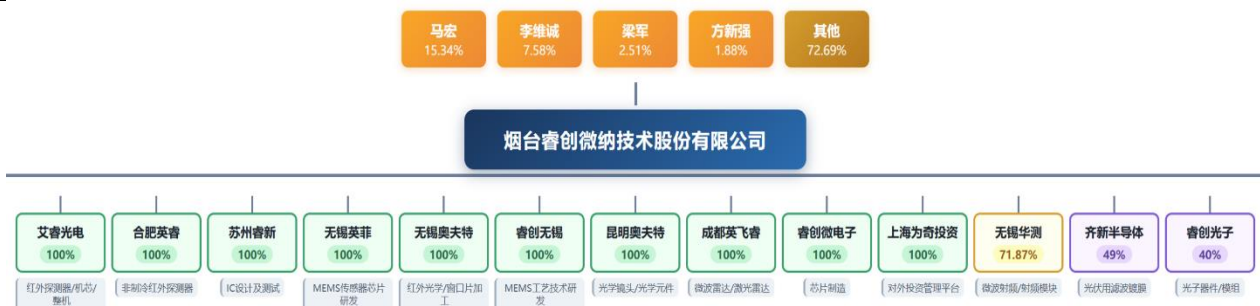 马宏
15.34%
李维诚
7.58%
梁军
2.51%
方新强
1.88%
其他
72.69%
烟台睿创微纳技术股份有限公司
艾睿光电
100%
红外探测器/机芯/
整机
合肥英睿
100%
非制冷红外探测器
苏州睿新
100%
IC设计及测试
无锡英菲
100%
MEMS传感器芯片
研发
无锡奥夫特
100%
红外光学/窗口片加
工
睿创无锡
100%
MEMS工艺技术研
发
昆明奥夫特
100%
光学镜头/光学元件
成都英飞睿
100%
微波雷达/激光雷达
睿创微电子
100%
芯片制造
上海为奇投资
100%
对外投资管理平台
无锡华测
71.87%
微波射频/射频模块
齐新半导体
49%
光伏用滤波镀膜
睿创光子
40%
光子器件/模组